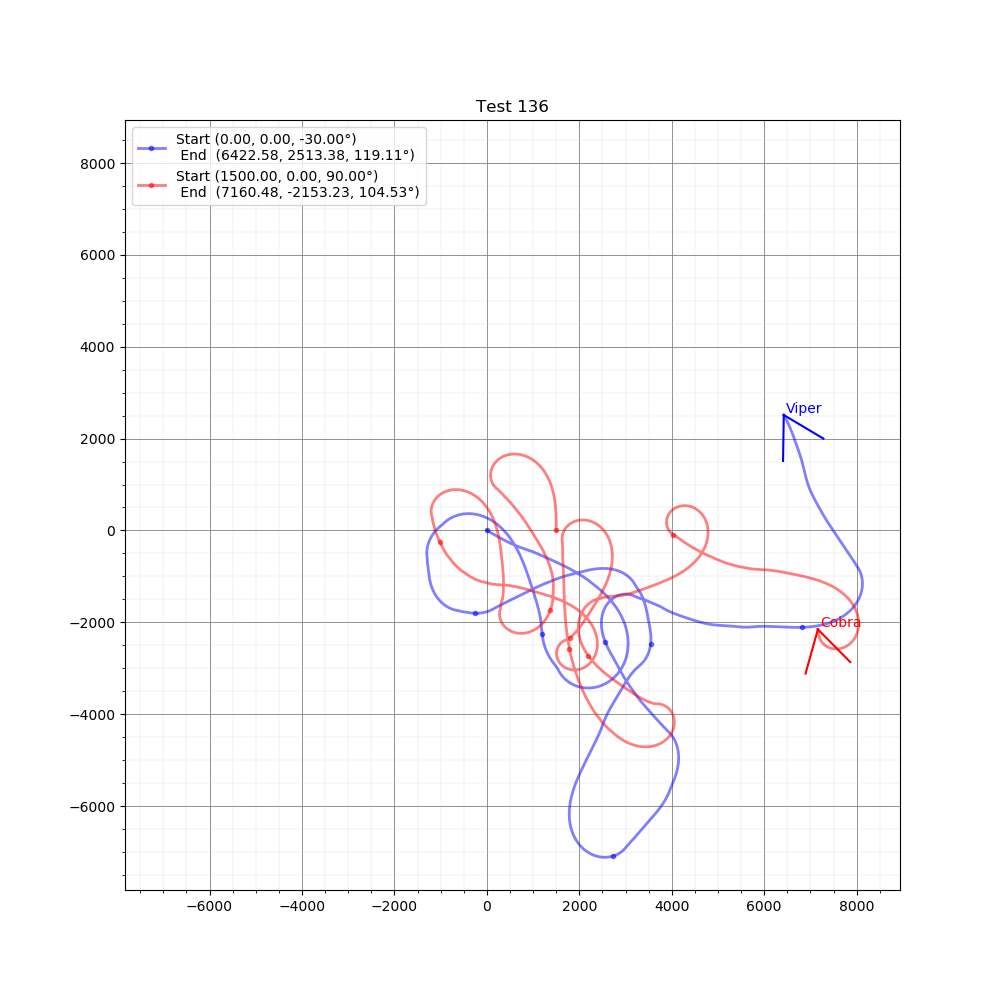 Test 136
Start (0.00, 0.00, -30.00°)
End  (6422.58, 2513.38, 119.11°)
Start (1500.00, 0.00, 90.00°)
End  (7160.48, -2153.23, 104.53°)
8000
6000
4000
2000
0
−2000
−4000
−6000
Viper
Cobra
−6000 −4000 −2000 0 2000 4000 6000 8000